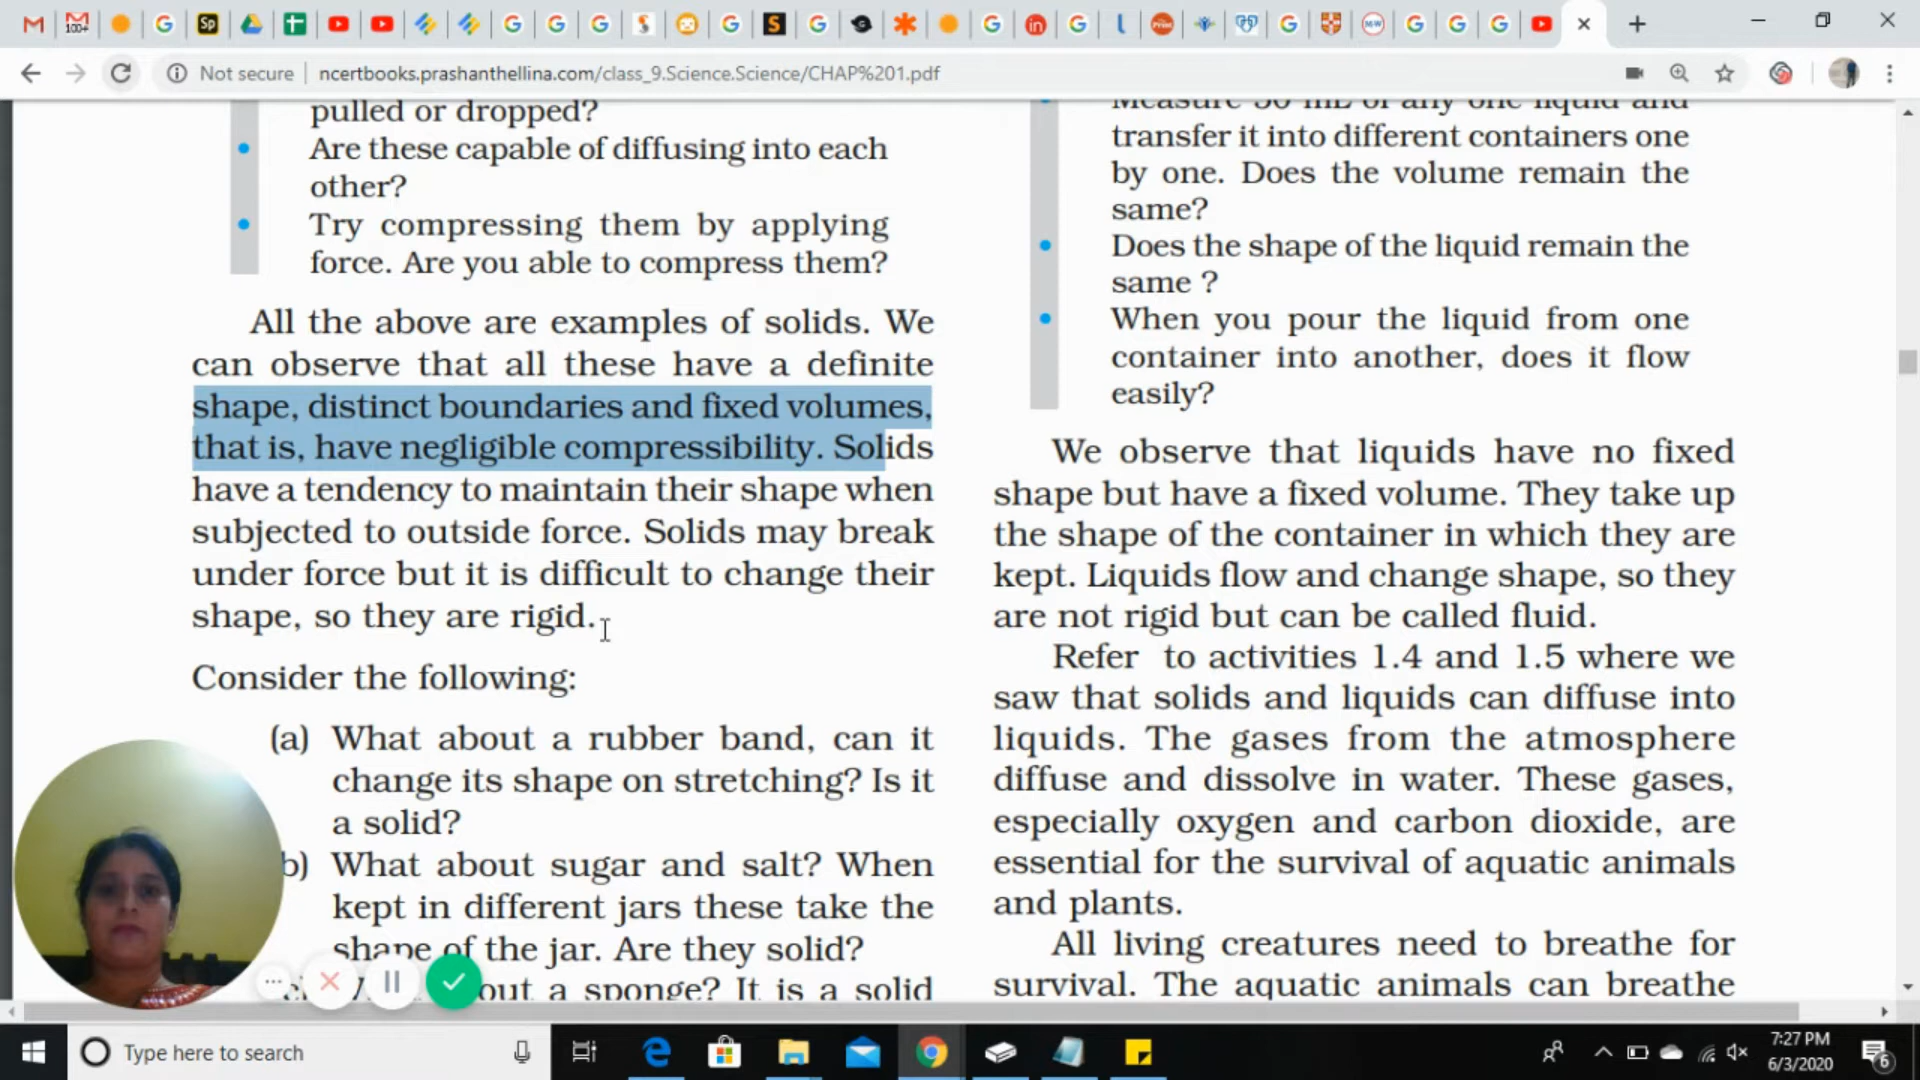 Not secure
ncertbooks.prashanthellina.com/class_9.Science.Science/CHAP%201.pdf
pulled or dropped?
• Are these capable of diffusing into each
other?
• Try compressing them by applying
force. Are you able to compress them?
All the above are examples of solids. We
can observe that all these have a definite
shape, distinct boundaries and fixed volumes,
that is, have negligible compressibility. Solids
have a tendency to maintain their shape when
subjected to outside force. Solids may break
under force but it is difficult to change their
shape, so they are rigid.
Consider the following:
(a) What about a rubber band, can it
change its shape on stretching? Is it
a solid?
b) What about sugar and salt? When
kept in different jars these take the
shape of the jar. Are they solid?
out a sponge? It is a solid
Measure 50 mL of any one liquid and
transfer it into different containers one
by one. Does the volume remain the
same?
• Does the shape of the liquid remain the
same ?
• When you pour the liquid from one
container into another, does it flow
easily?
We observe that liquids have no fixed
shape but have a fixed volume. They take up
the shape of the container in which they are
kept. Liquids flow and change shape, so they
are not rigid but can be called fluid.
Refer to activities 1.4 and 1.5 where we
saw that solids and liquids can diffuse into
liquids. The gases from the atmosphere
diffuse and dissolve in water. These gases,
especially oxygen and carbon dioxide, are
essential for the survival of aquatic animals
and plants.
All living creatures need to breathe for
survival. The aquatic animals can breathe
Type here to search
7:27 PM
6/3/2020
6